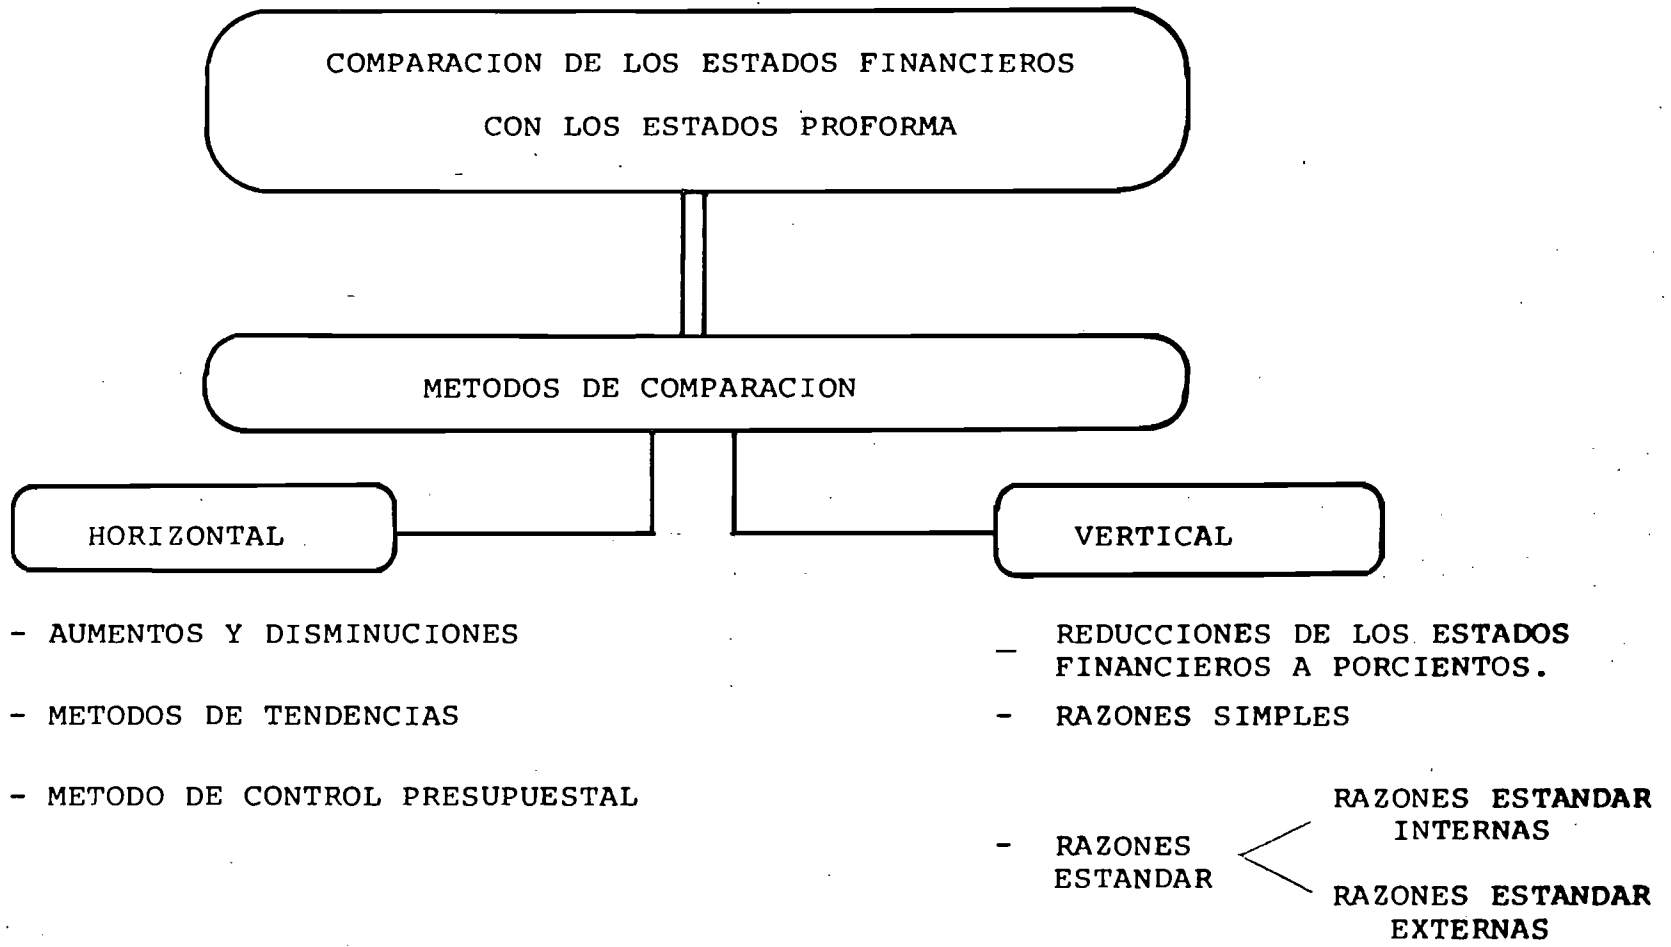 COMPARACION DE LOS ESTADOS FINANCIEROS
CON LOS ESTADOS PROFORMA
METODOS DE COMPARACION
HORIZONTAL
- AUMENTOS Y DISMINUCIONES
- METODOS DE TENDENCIAS
- METODO DE CONTROL PRESUPUESTAL
VERTICAL
- REDUCCIONES DE LOS ESTADOS
FINANCIEROS A PORCIENTOS.
- RAZONES SIMPLES
- RAZONES
ESTANDAR
RAZONES ESTANDAR
INTERNAS
RAZONES ESTANDAR
EXTERNAS